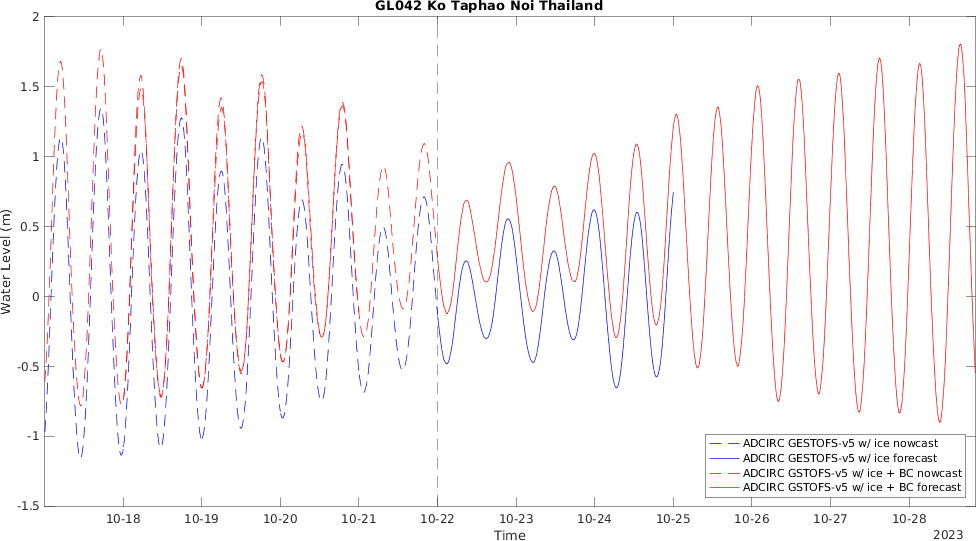 GL042 Ko Taphao Noi Thailand
2
1.5
1
0.5
0
-0.5
-1
-1.5
Water Level (m)
ADCIRC GESTOFS-v5 w/ ice nowcast
ADCIRC GESTOFS-v5 w/ ice forecast
ADCIRC GSTOFS-v5 w/ ice + BC nowcast
ADCIRC GSTOFS-v5 w/ ice + BC forecast
10-18 10-19 10-20 10-21 10-22 10-23 10-24 10-25 10-26 10-27 10-28
Time
2023